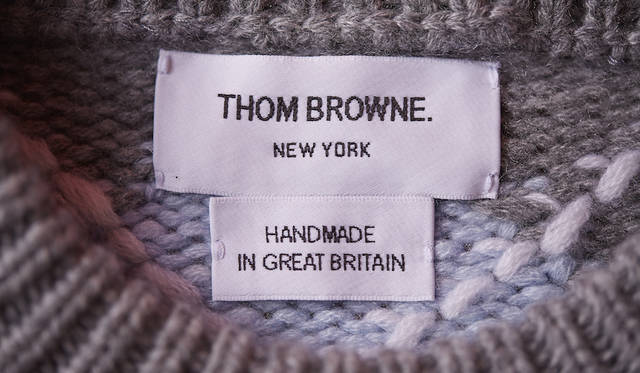 THOM BROWNE.
NEW YORK
HANDMADE
IN GREAT BRITAIN